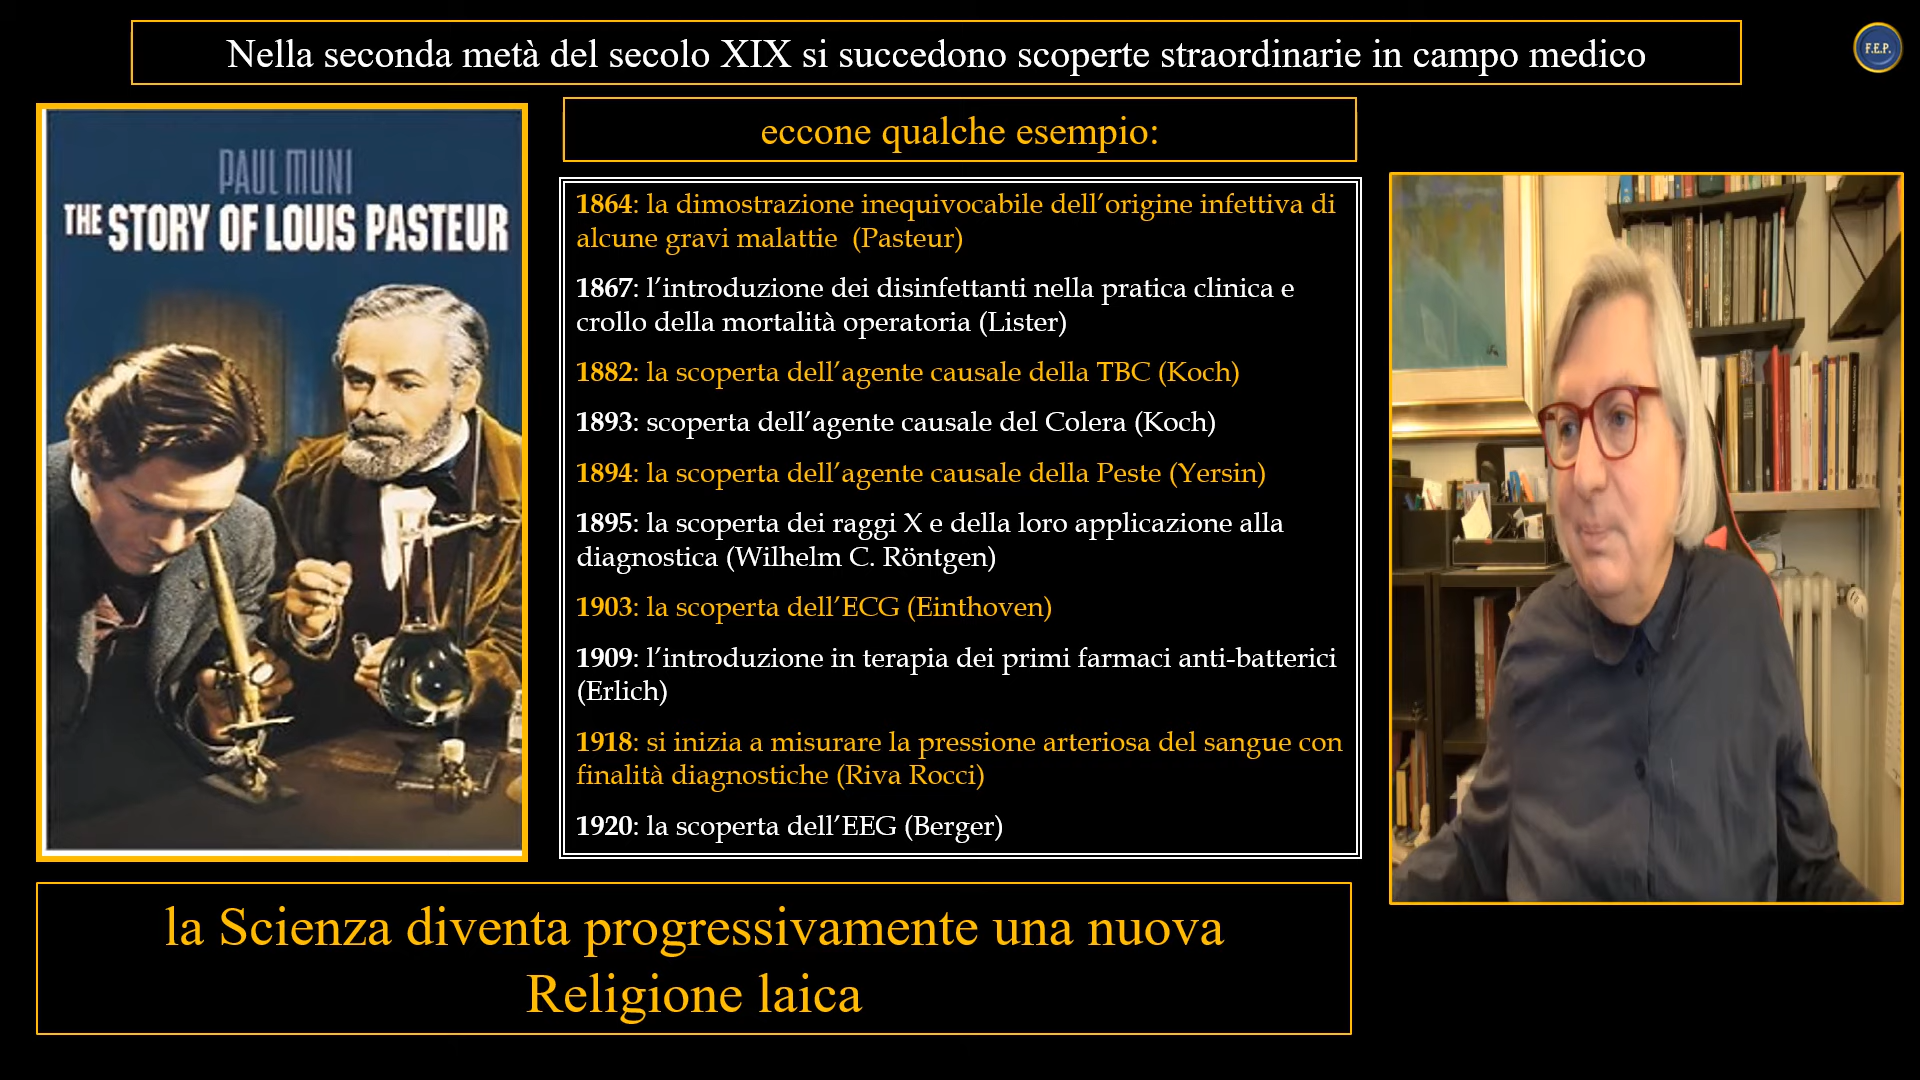 Nella seconda metà del secolo XIX si succedono scoperte straordinarie in campo medico
F.E.P.
eccone qualche esempio:
PAUL MUNI
THE STORY OF LOUIS PASTEUR
1864: la dimostrazione inequivocabile dell’origine infettiva di
alcune gravi malattie  (Pasteur)
1867: l’introduzione dei disinfettanti nella pratica clinica e
crollo della mortalità operatoria (Lister)
1882: la scoperta dell’agente causale della TBC (Koch)
1893: scoperta dell’agente causale del Colera (Koch)
1894: la scoperta dell’agente causale della Peste (Yersin)
1895: la scoperta dei raggi X e della loro applicazione alla
diagnostica (Wilhelm C. Röntgen)
1903: la scoperta dell’ECG (Einthoven)
1909: l’introduzione in terapia dei primi farmaci anti-batterici
(Erlich)
1918: si inizia a misurare la pressione arteriosa del sangue con
finalità diagnostiche (Riva Rocci)
1920: la scoperta dell’EEG (Berger)
la Scienza diventa progressivamente una nuova
Religione laica